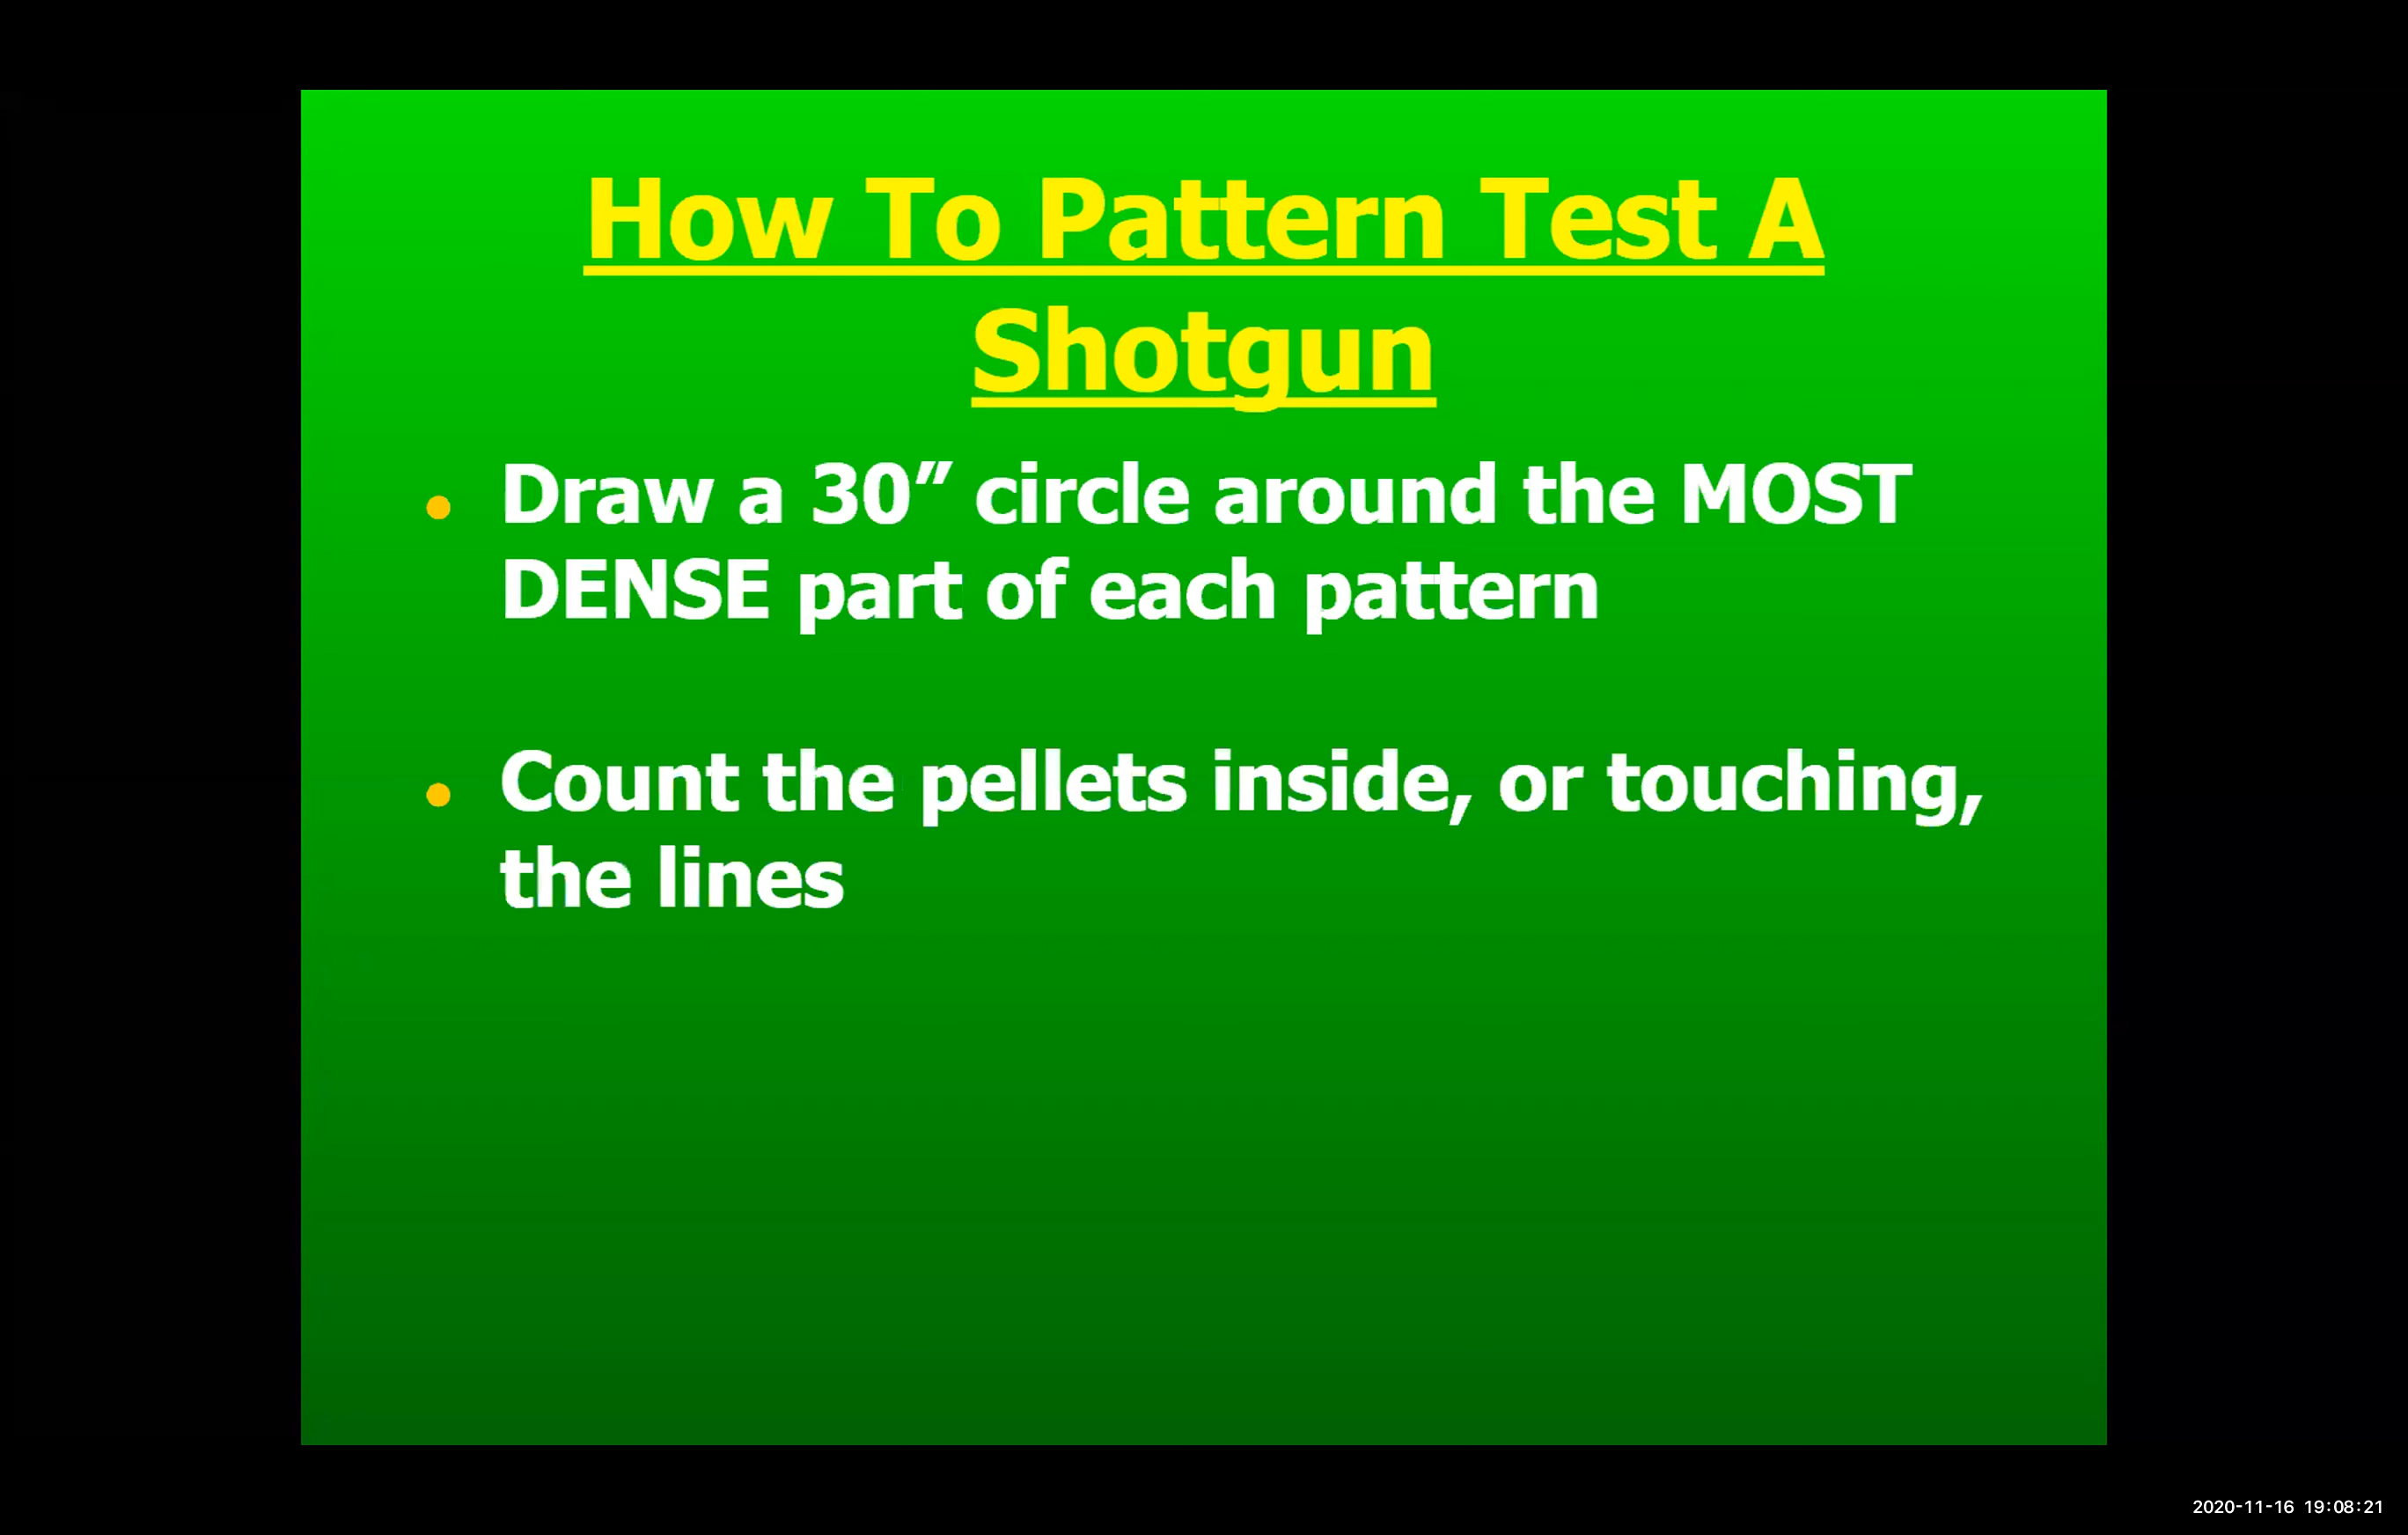 How To Pattern Test A
Shotgun
• Draw a 30” circle around the MOST
DENSE part of each pattern
• Count the pellets inside, or touching,
the lines
2020-11-16 19:08:21